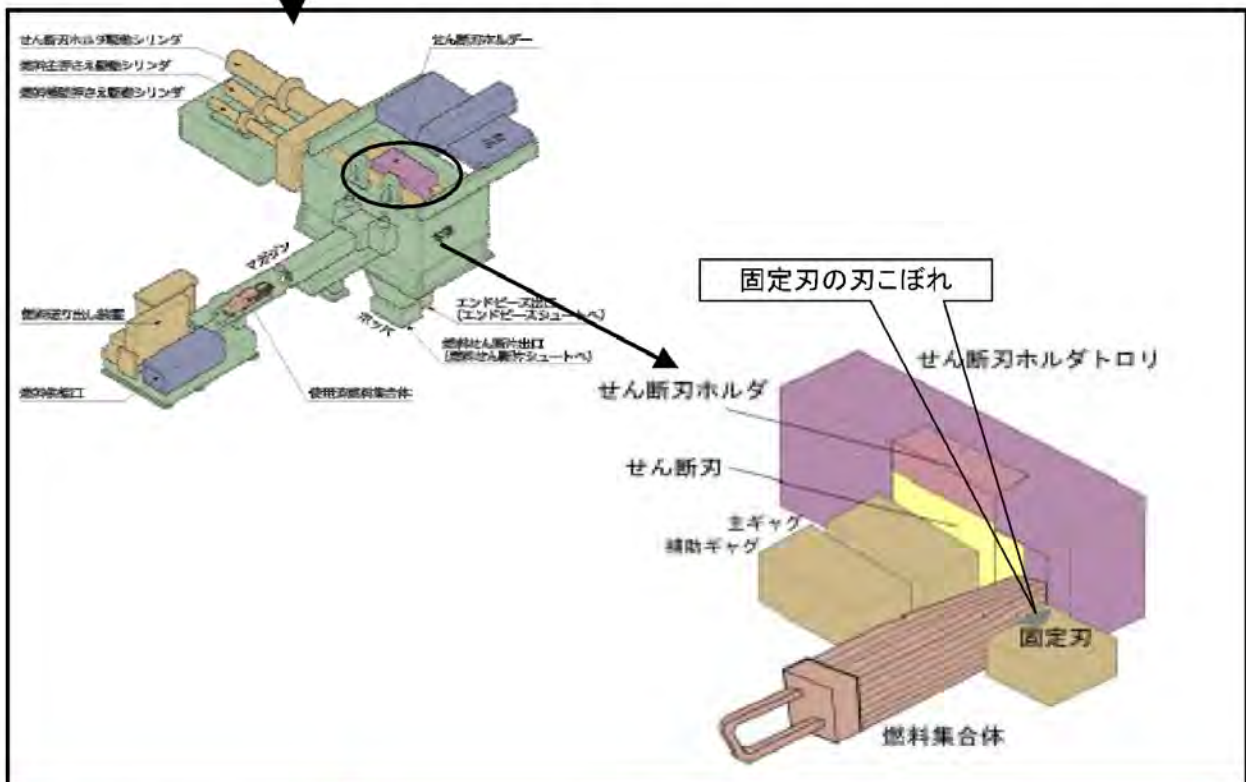 せん断刃ホルダ駆動シリンダ
燃料主押さえ駆動シリンダ
燃料補助押さえ駆動シリンダ
せん断刃ホルダー
マガジン
燃料送り出し装置
燃料供給口
使用済燃料集合体
ホッパ
エンドピース出口
(エンドピースシュートへ)
燃料せん断片出口
(燃料せん断片シュートへ)
固定刃の刃こぼれ
せん断刃ホルダトロリ
せん断刃ホルダ
せん断刃
主ギャグ
補助ギャグ
固定刃
燃料集合体